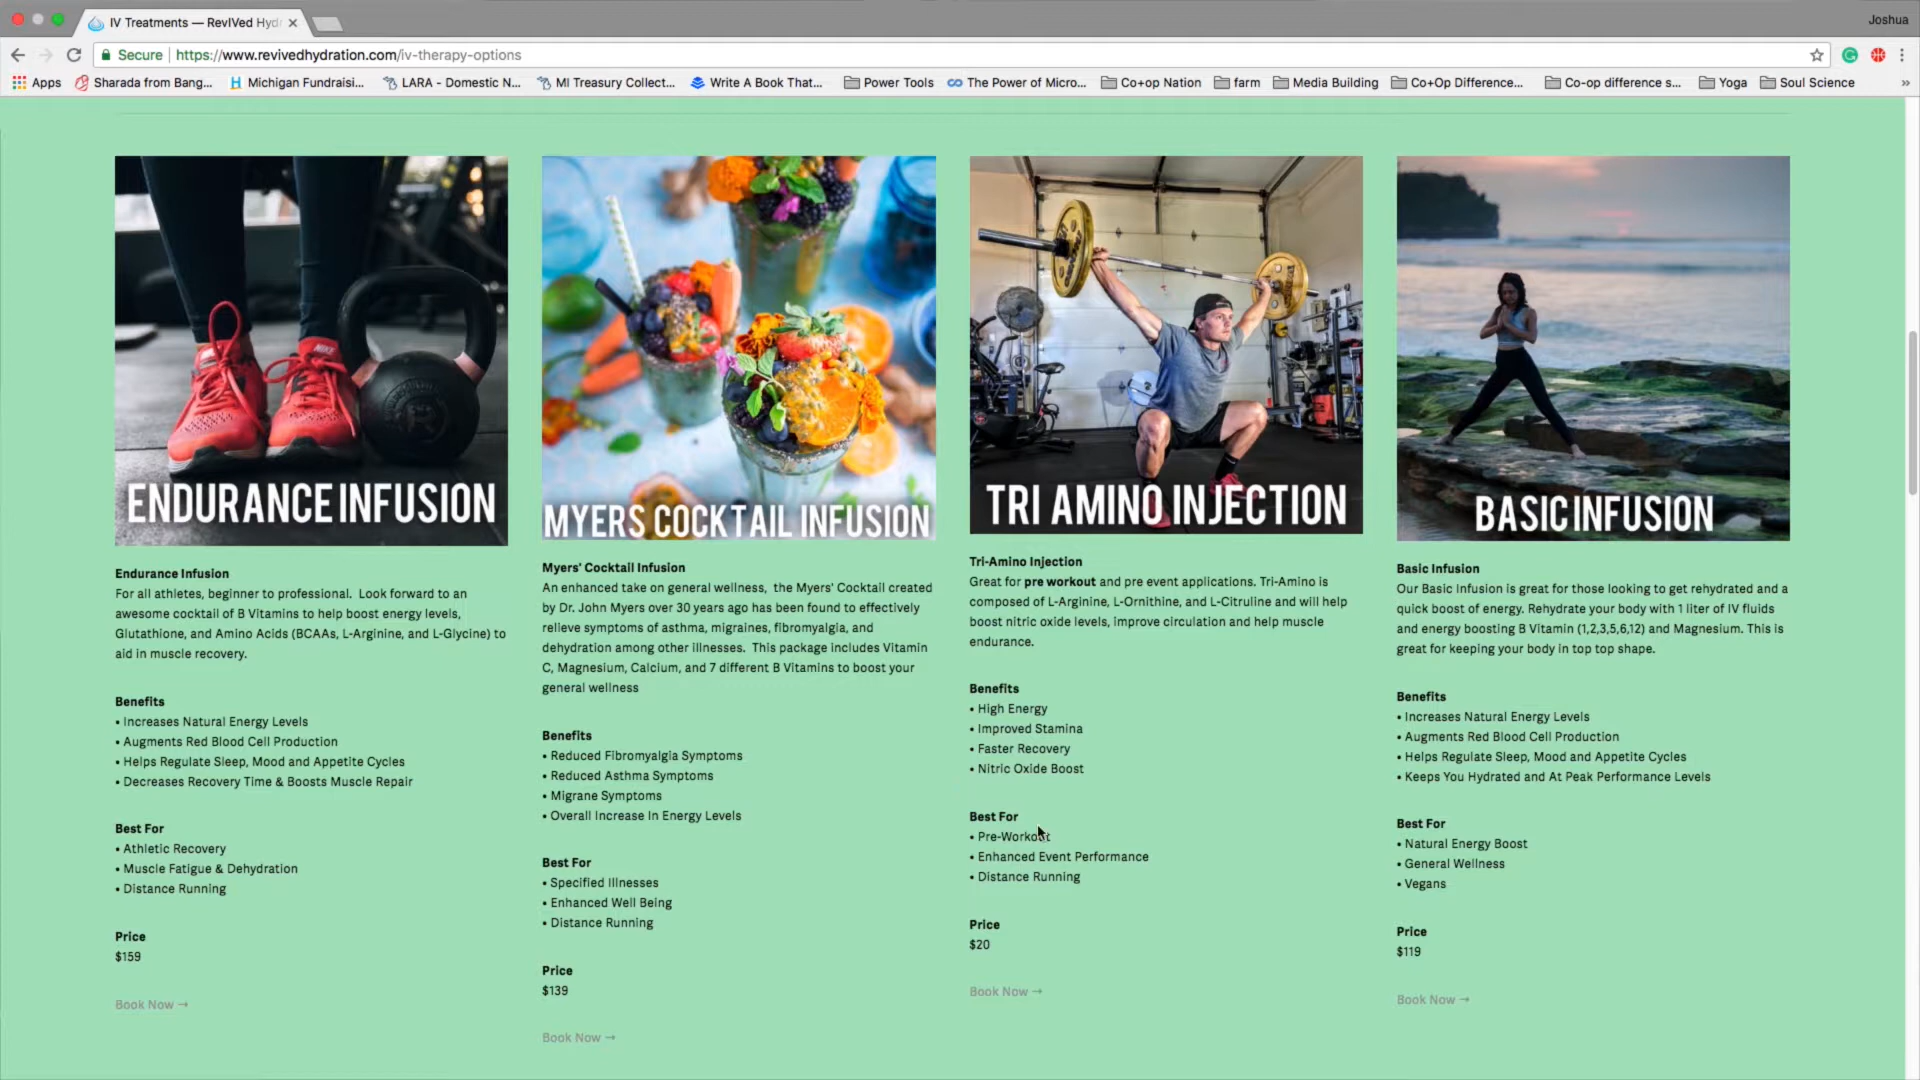 IV Treatments — RevIVed Hydr
Joshua
Secure https://www.revivedhydration.com/iv-therapy-options
Apps Sharada from Bang... Michigan Fundraisi... LARA - Domestic N... MI Treasury Collect... Write A Book That... Power Tools The Power of Micro... Co+op Nation farm Media Building Co+Op Difference... Co-op difference s... Yoga Soul Science »
ENDURANCE INFUSION
Endurance Infusion
For all athletes, beginner to professional. Look forward to an
awesome cocktail of B Vitamins to help boost energy levels,
Glutathione, and Amino Acids (BCAAs, L-Arginine, and L-Glycine) to
aid in muscle recovery.
Benefits
• Increases Natural Energy Levels
• Augments Red Blood Cell Production
• Helps Regulate Sleep, Mood and Appetite Cycles
• Decreases Recovery Time & Boosts Muscle Repair
Best For
• Athletic Recovery
• Muscle Fatigue & Dehydration
• Distance Running
Price
$159
Book Now →
MYERS COCKTAIL INFUSION
Myers' Cocktail Infusion
An enhanced take on general wellness, the Myers' Cocktail created
by Dr. John Myers over 30 years ago has been found to effectively
relieve symptoms of asthma, migraines, fibromyalgia, and
dehydration among other illnesses. This package includes Vitamin
C, Magnesium, Calcium, and 7 different B Vitamins to boost your
general wellness
Benefits
• Reduced Fibromyalgia Symptoms
• Reduced Asthma Symptoms
• Migrane Symptoms
• Overall Increase In Energy Levels
Best For
• Specified Illnesses
• Enhanced Well Being
• Distance Running
Price
$139
Book Now →
TRI AMINO INJECTION
Tri-Amino Injection
Great for pre workout and pre event applications. Tri-Amino is
composed of L-Arginine, L-Ornithine, and L-Citruline and will help
boost nitric oxide levels, improve circulation and help muscle
endurance.
Benefits
• High Energy
• Improved Stamina
• Faster Recovery
• Nitric Oxide Boost
Best For
• Pre-Workout
• Enhanced Event Performance
• Distance Running
Price
$20
Book Now →
BASIC INFUSION
Basic Infusion
Our Basic Infusion is great for those looking to get rehydrated and a
quick boost of energy. Rehydrate your body with 1 liter of IV fluids
and energy boosting B Vitamin (1,2,3,5,6,12) and Magnesium. This is
great for keeping your body in top top shape.
Benefits
• Increases Natural Energy Levels
• Augments Red Blood Cell Production
• Helps Regulate Sleep, Mood and Appetite Cycles
• Keeps You Hydrated and At Peak Performance Levels
Best For
• Natural Energy Boost
• General Wellness
• Vegans
Price
$119
Book Now →